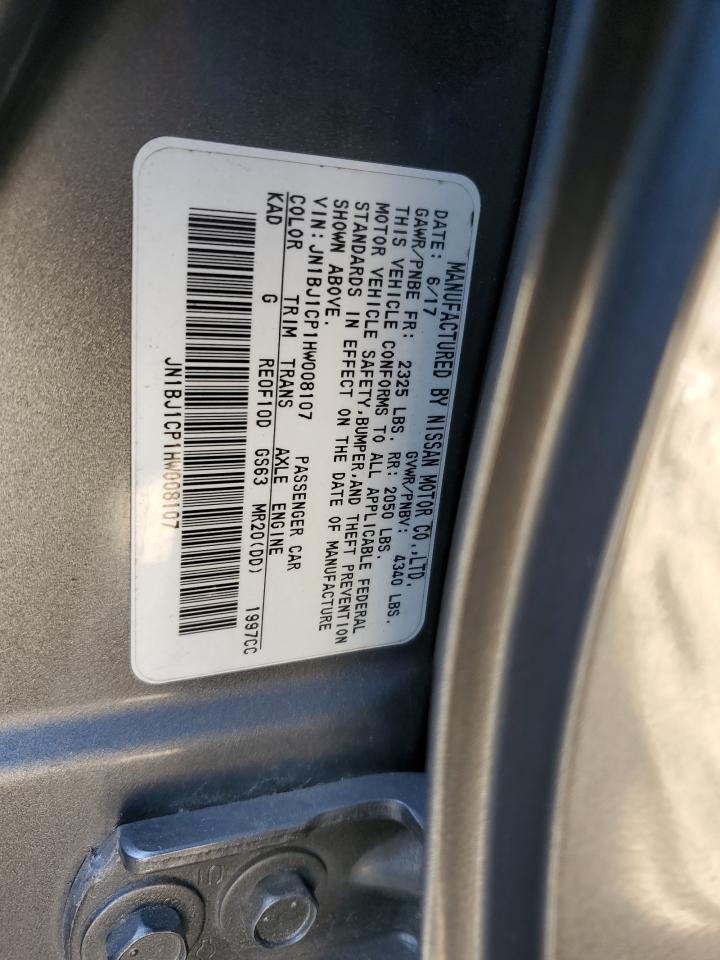 MANUFACTURED BY NISSAN MOTOR CO.,LTD.
DATE: 6/17 GVWR/PNBV: 4340 LBS.
GAWR/PNBE FR: 2325 LBS. RR: 2050 LBS.
THIS VEHICLE CONFORMS TO ALL APPLICABLE FEDERAL
MOTOR VEHICLE SAFETY,BUMPER,AND THEFT PREVENTION
STANDARDS IN EFFECT ON THE DATE OF MANUFACTURE
SHOWN ABOVE.
VIN:JN1BJ1CP1HW008107 PASSENGER CAR
COLOR TRIM TRANS AXLE ENGINE
KAD G RE0F10D GS63 MR20(DD) 1997CC
JN1BJ1CP1HW008107